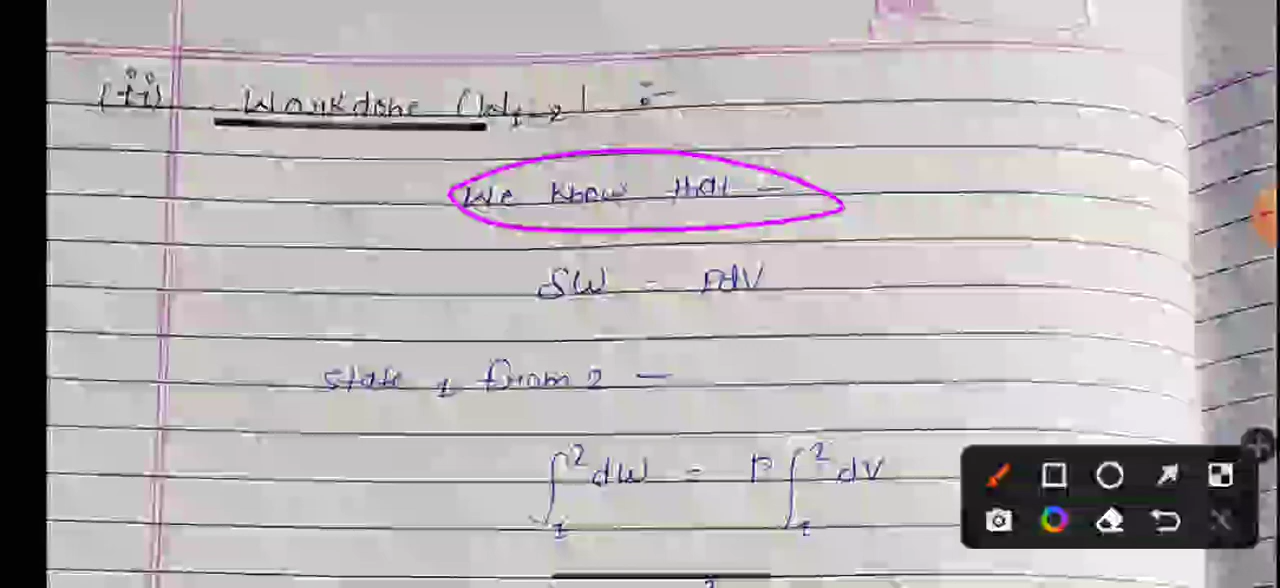 (ii) Workdone (W₁₋₂) :-
We know that -
δW = PdV
State 1 from 2 -
∫₁² dW = P∫₁² dV